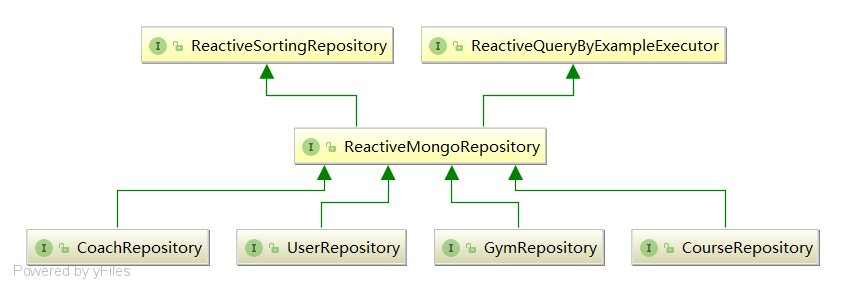 I ReactiveSortingRepository
I ReactiveQueryByExampleExecutor
I ReactiveMongoRepository
I CoachRepository
I UserRepository
I GymRepository
I CourseRepository
Powered by yFiles